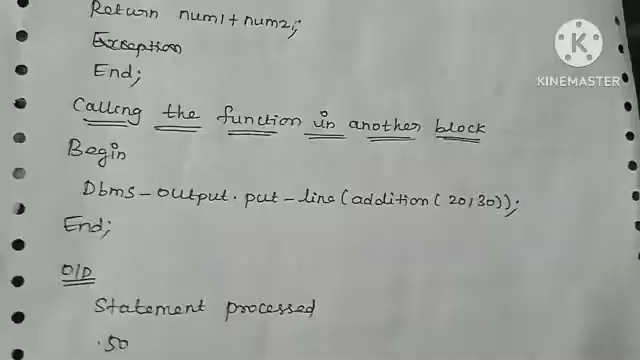 Return num1 + num2;
Exception
End;
Calling the function in another block
Begin
Dbms-output.put-line(addition(20,30));
End;
O/P
Statement processed
.50
K
KINEMASTER